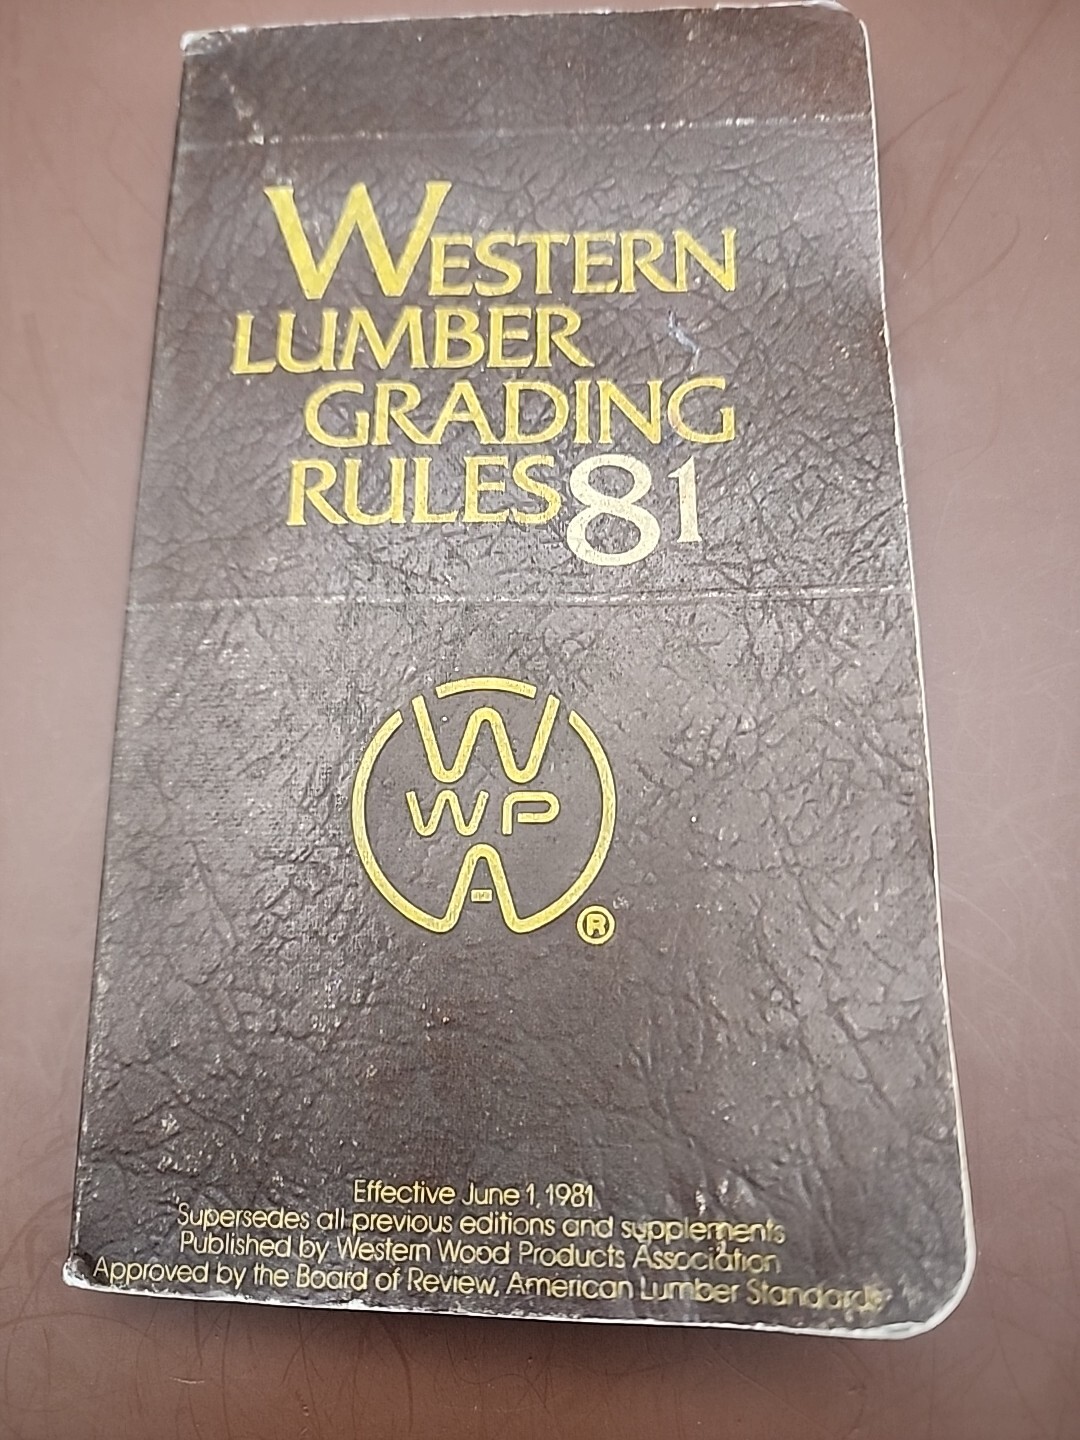 WESTERN
LUMBER
GRADING
RULES 81
W
WP
A
®
Effective June 1, 1981
Supersedes all previous editions and supplements
Published by Western Wood Products Association
Approved by the Board of Review, American Lumber Standards